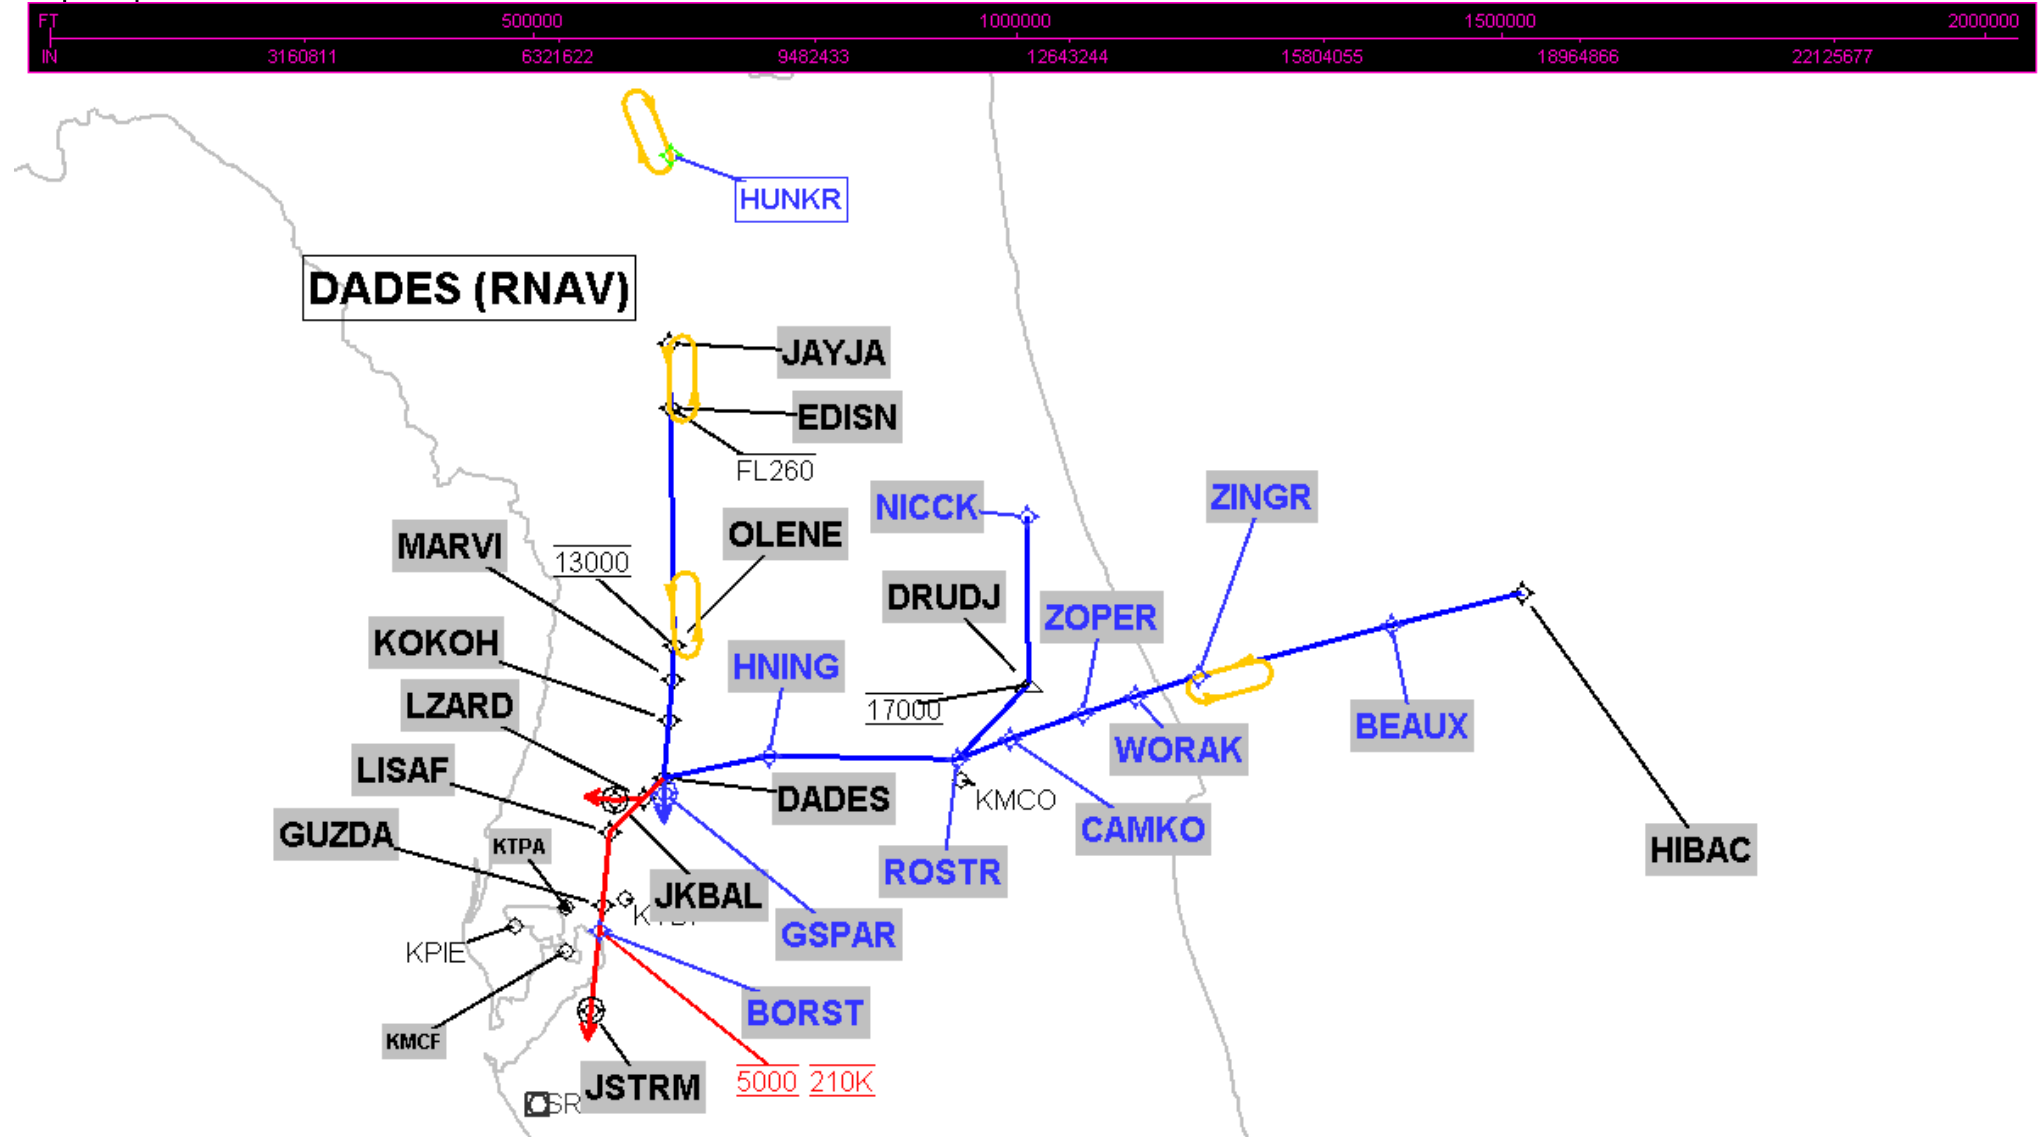 FT 500000 1000000 1500000 2000000
IN 3160811 6321622 9482433 12643244 15804055 18964866 22125677
HUNKR
DADES (RNAV)
JAYJA
EDISN
FL260
NICCK
ZINGR
OLENE
MARVI
13000
DRUDJ
ZOPER
KOKOH
HNING
LZARD
17000
BEAUX
WORAK
LISAF
DADES
KMCO
CAMKO
GUZDA
KTPA
HIBAC
ROSTR
JKBAL
GSPAR
KPIE
BORST
KMCF
5000 210K
JSTRM